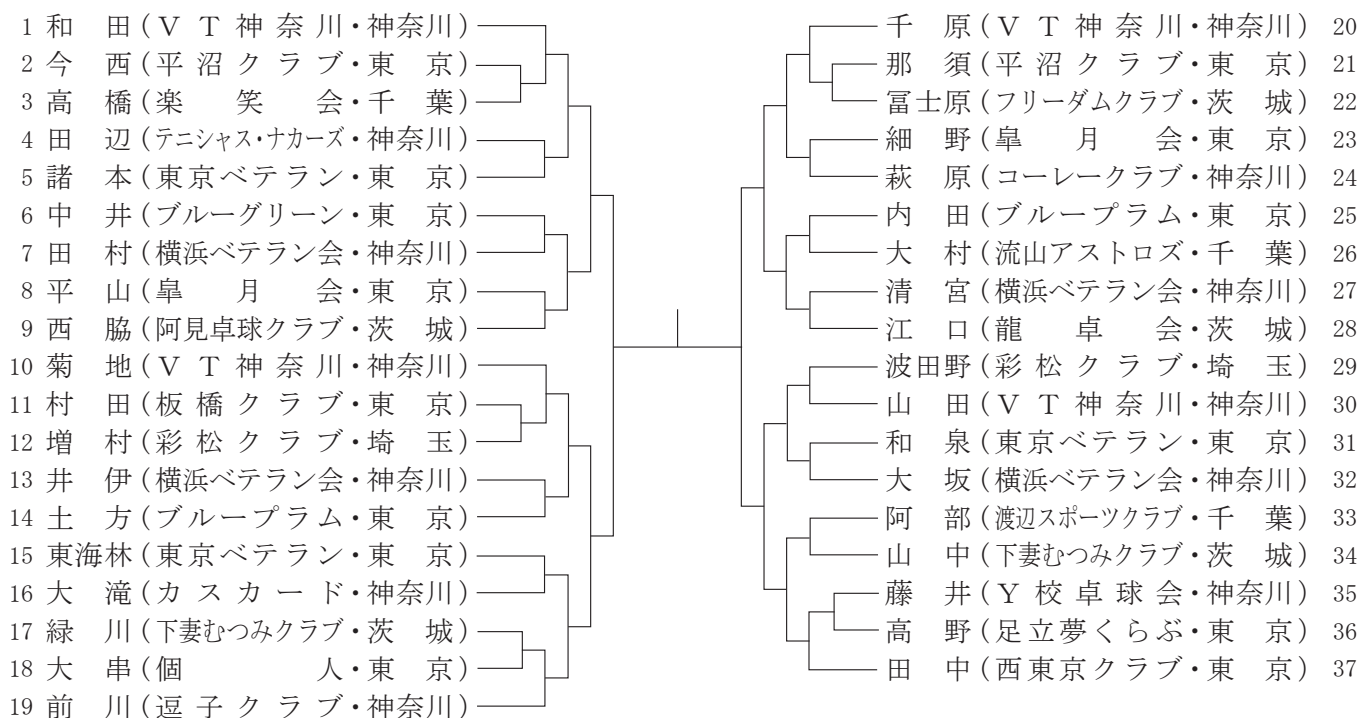 1 和 田 (ＶＴ神奈川・神奈川)
2 今 西 (平沼クラブ・東 京)
3 高 橋 (楽 笑 会・千 葉)
4 田 辺 (テニシャス・ナカーズ・神奈川)
5 諸 本 (東京ベテラン・東 京)
6 中 井 (ブルーグリーン・東 京)
7 田 村 (横浜ベテラン会・神奈川)
8 平 山 (皐 月 会・東 京)
9 西 脇 (阿見卓球クラブ・茨 城)
10 菊 地 (ＶＴ神奈川・神奈川)
11 村 田 (板橋クラブ・東 京)
12 増 村 (彩松クラブ・埼 玉)
13 井 伊 (横浜ベテラン会・神奈川)
14 土 方 (ブループラム・東 京)
15 東海林 (東京ベテラン・東 京)
16 大 滝 (カスカード・神奈川)
17 緑 川 (下妻むつみクラブ・茨 城)
18 大 串 (個 人・東 京)
19 前 川 (逗子クラブ・神奈川)
千 原 (ＶＴ神奈川・神奈川) 20
那 須 (平沼クラブ・東 京) 21
冨士原 (フリーダムクラブ・茨 城) 22
細 野 (皐 月 会・東 京) 23
萩 原 (コーレークラブ・神奈川) 24
内 田 (ブループラム・東 京) 25
大 村 (流山アストロズ・千 葉) 26
清 宮 (横浜ベテラン会・神奈川) 27
江 口 (龍 卓 会・茨 城) 28
波田野 (彩松クラブ・埼 玉) 29
山 田 (ＶＴ神奈川・神奈川) 30
和 泉 (東京ベテラン・東 京) 31
大 坂 (横浜ベテラン会・神奈川) 32
阿 部 (渡辺スポーツクラブ・千 葉) 33
山 中 (下妻むつみクラブ・茨 城) 34
藤 井 (Ｙ校卓球会・神奈川) 35
高 野 (足立夢くらぶ・東 京) 36
田 中 (西東京クラブ・東 京) 37